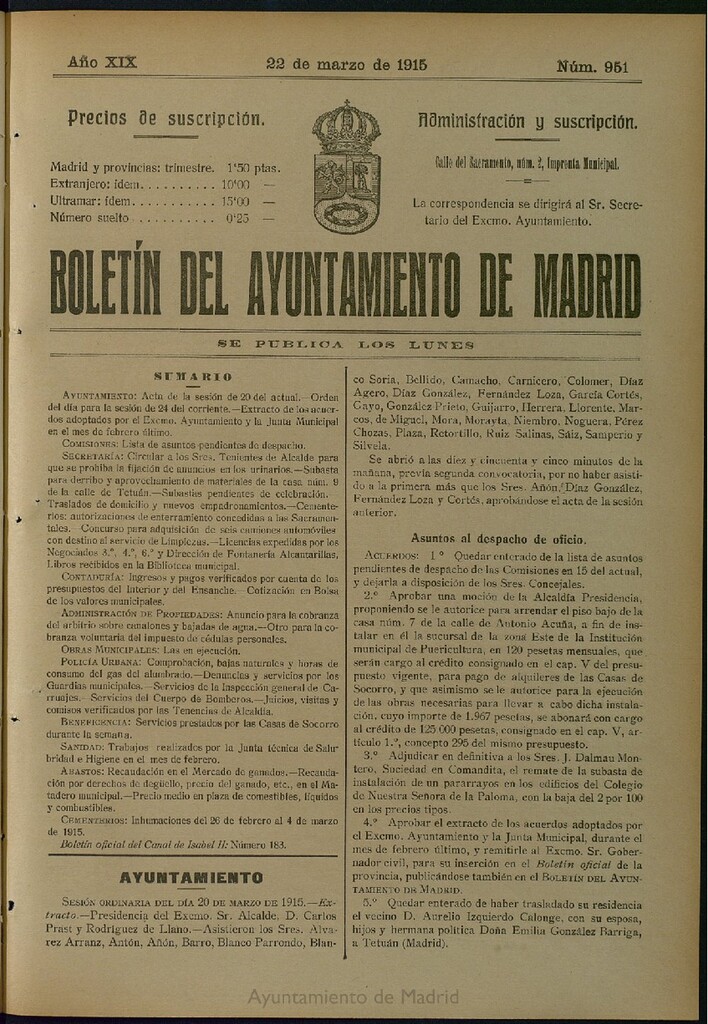 Año XIX
22 de marzo de 1915
Núm. 951
Precios de suscripción.
Madrid y provincias: trimestre. 1'50 ptas.
Extranjero: ídem.......... 10'00 —
Ultramar: ídem........... 15'00 —
Número suelto .......... 0'25 —
Administración y suscripción.
Calle del Sacramento, núm. 2, Imprenta Municipal.
La correspondencia se dirigirá al Sr. Secre-
tario del Excmo. Ayuntamiento.
BOLETÍN DEL AYUNTAMIENTO DE MADRID
SE PUBLICA LOS LUNES
SUMARIO
AYUNTAMIENTO: Acta de la sesión de 20 del actual.—Orden
del día para la sesión de 24 del corriente.—Extracto de los acuer-
dos adoptados por el Excmo. Ayuntamiento y la Junta Municipal
en el mes de febrero último.
COMISIONES: Lista de asuntos pendientes de despacho.
SECRETARÍA: Circular a los Sres. Tenientes de Alcalde para
que se prohiba la fijación de anuncios en los urinarios.—Subasta
para derribo y aprovechamiento de materiales de la casa núm. 9
de la calle de Tetuán.—Subastas pendientes de celebración.
Traslados de domicilio y nuevos empadronamientos.—Cemente-
rios: autorizaciones de enterramiento concedidas a las Sacramen-
tales.—Concurso para adquisición de seis camiones automóviles
con destino al servicio de Limpiezas.—Licencias expedidas por los
Negociados 3.º, 4.º, 6.º y Dirección de Fontanería Alcantarillas,
Libros recibidos en la Biblioteca municipal.
CONTADURÍA: Ingresos y pagos verificados por cuenta de los
presupuestos del Interior y del Ensanche.—Cotización en Bolsa
de los valores municipales.
ADMINISTRACIÓN DE PROPIEDADES: Anuncio para la cobranza
del arbitrio sobre canalones y bajadas de agua.—Otro para la co-
branza voluntaria del impuesto de cédulas personales.
OBRAS MUNICIPALES: Las en ejecución.
POLICÍA URBANA: Comprobación, bajas naturales y horas de
consumo del gas del alumbrado.—Denuncias y servicios por los
Guardias municipales.—Servicios de la Inspección general de Ca-
rruajes.—Servicios del Cuerpo de Bomberos.—Juicios, visitas y
comisos verificados por las Tenencias de Alcaldía.
BENEFICENCIA: Servicios prestados por las Casas de Socorro
durante la semana.
SANIDAD: Trabajos realizados por la Junta técnica de Salu-
bridad e Higiene en el mes de febrero.
ABASTOS: Recaudación en el Mercado de ganados.—Recauda-
ción por derechos de degüello, precio del ganado, etc., en el Ma-
tadero municipal.—Precio medio en plaza de comestibles, líquidos
y combustibles.
CEMENTERIOS: Inhumaciones del 26 de febrero al 4 de marzo
de 1915.
Boletín oficial del Canal de Isabel II: Número 183.
AYUNTAMIENTO
SESIÓN ORDINARIA DEL DÍA 20 DE MARZO DE 1915.—Ex-
tracto.—Presidencia del Excmo. Sr. Alcalde, D. Carlos
Prast y Rodríguez de Llano.—Asistieron los Sres. Álva-
rez Arranz, Antón, Añón, Barro, Blanco Parrondo, Blan-
co Soria, Bellido, Camacho, Carnicero, Colomer, Díaz
Agero, Díaz González, Fernández Loza, García Cortés,
Gayo, González Prieto, Guijarro, Herrera, Llorente, Mar-
cos, de Miguel, Mora, Morayta, Niembro, Noguera, Pérez
Chozas, Plaza, Retortillo, Ruiz Salinas, Sáiz, Samperio y
Silvela.
Se abrió a las diez y cincuenta y cinco minutos de la
mañana, previa segunda convocatoria, por no haber asisti-
do a la primera más que los Sres. Añón, Díaz González,
Fernández Loza y Cortés, aprobándose el acta de la sesión
anterior.
Asuntos al despacho de oficio.
ACUERDOS: 1.º Quedar enterado de la lista de asuntos
pendientes de despacho de las Comisiones en 15 del actual,
y dejarla a disposición de los Sres. Concejales.
2.º Aprobar una moción de la Alcaldía Presidencia,
proponiendo se le autorice para arrendar el piso bajo de la
casa núm. 7 de la calle de Antonio Acuña, a fin de ins-
talar en él la sucursal de la zona Este de la Institución
municipal de Puericultura, en 120 pesetas mensuales, que
serán cargo al crédito consignado en el cap. V del presu-
puesto vigente, para pago de alquileres de las Casas de
Socorro, y que asimismo se le autorice para la ejecución
de las obras necesarias para llevar a cabo dicha insta-
lación, cuyo importe de 1.967 pesetas, se abonará con cargo
al crédito de 125.000 pesetas, consignado en el cap. V, ar-
tículo 1.º, concepto 295 del mismo presupuesto.
3.º Adjudicar en definitiva a los Sres. J. Dalmau Mon-
tero, Sociedad en Comandita, el remate de la subasta de
instalación de un pararrayos en los edificios del Colegio
de Nuestra Señora de la Paloma, con la baja del 2 por 100
en los precios tipos.
4.º Aprobar el extracto de los acuerdos adoptados por
el Excmo. Ayuntamiento y la Junta Municipal, durante el
mes de febrero último, y remitirle al Excmo. Sr. Gober-
nador civil, para su inserción en el Boletín oficial de la
provincia, publicándose también en el BOLETÍN DEL AYUN-
TAMIENTO DE MADRID.
5.º Quedar enterado de haber trasladado su residencia
el vecino D. Aurelio Izquierdo Calonge, con su esposa,
hijos y hermana política Doña Emilia González Barriga,
a Tetuán (Madrid).
Ayuntamiento de Madrid